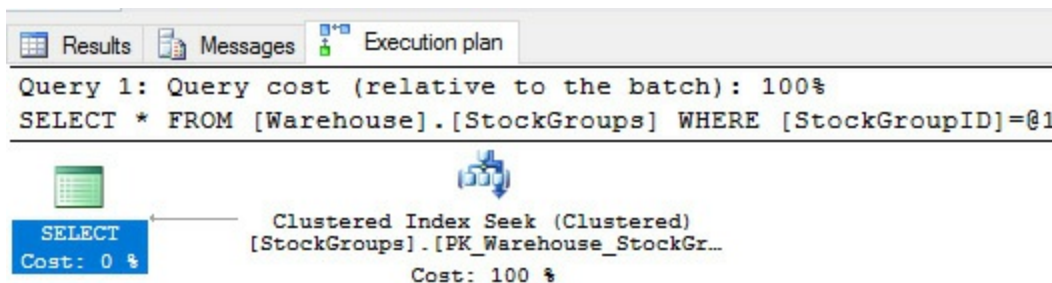 Results Messages Execution plan
Query 1: Query cost (relative to the batch): 100%
SELECT * FROM [Warehouse].[StockGroups] WHERE [StockGroupID]=@1
SELECT
Cost: 0 %
Clustered Index Seek (Clustered)
[StockGroups].[PK_Warehouse_StockGr…
Cost: 100 %